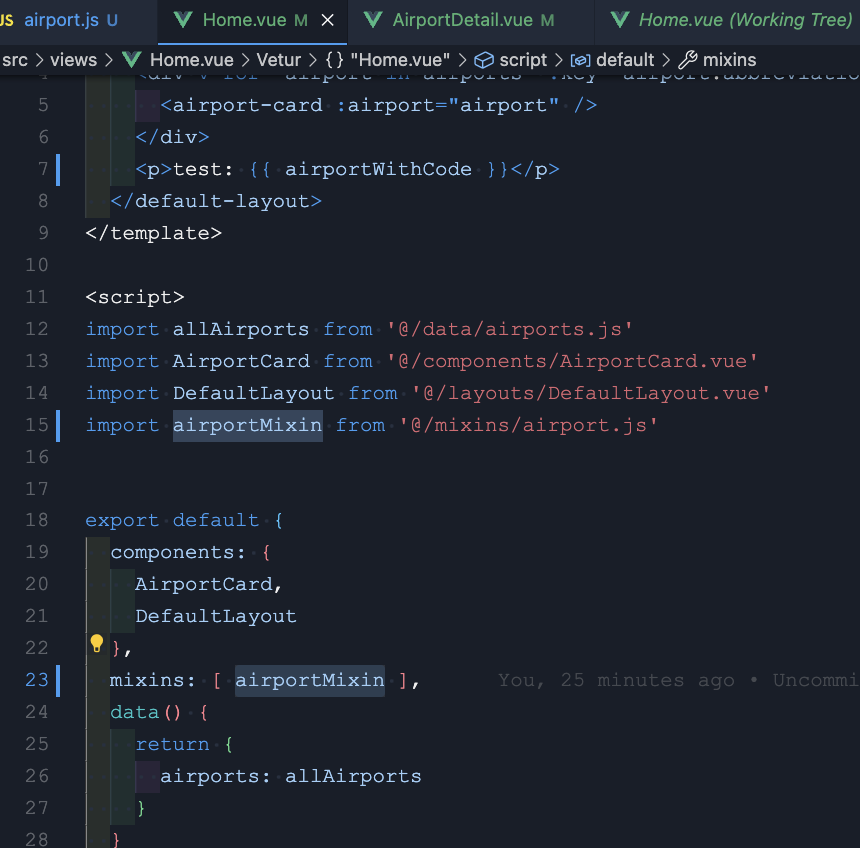 JS airport.js U
Home.vue M ×
AirportDetail.vue M
Home.vue (Working Tree)
src > views > Home.vue > Vetur > {} "Home.vue" > script > default > mixins
4 <div v-for="airport in airports" :key="airport.abbreviatio
5 <airport-card :airport="airport" />
6 </div>
7 <p>test: {{ airportWithCode }}</p>
8 </default-layout>
9 </template>
10
11 <script>
12 import allAirports from '@/data/airports.js'
13 import AirportCard from '@/components/AirportCard.vue'
14 import DefaultLayout from '@/layouts/DefaultLayout.vue'
15 import airportMixin from '@/mixins/airport.js'
16
17
18 export default {
19 components: {
20 AirportCard,
21 DefaultLayout
22 },
23 mixins: [ airportMixin ], You, 25 minutes ago • Uncommi
24 data() {
25 return {
26 airports: allAirports
27 }
28 }